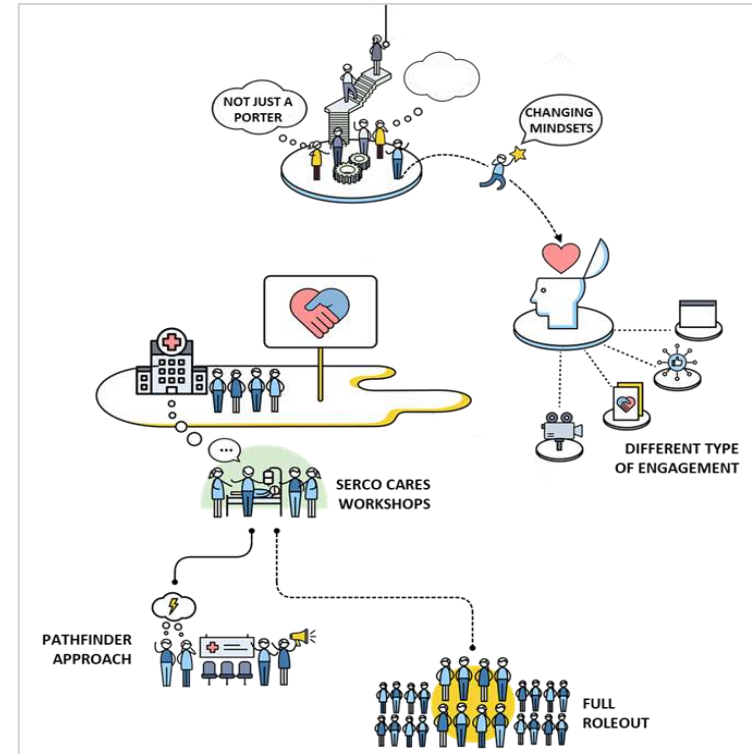 NOT JUST A
PORTER
CHANGING
MINDSETS
DIFFERENT TYPE
OF ENGAGEMENT
...
SERCO CARES
WORKSHOPS
PATHFINDER
APPROACH
FULL
ROLEOUT